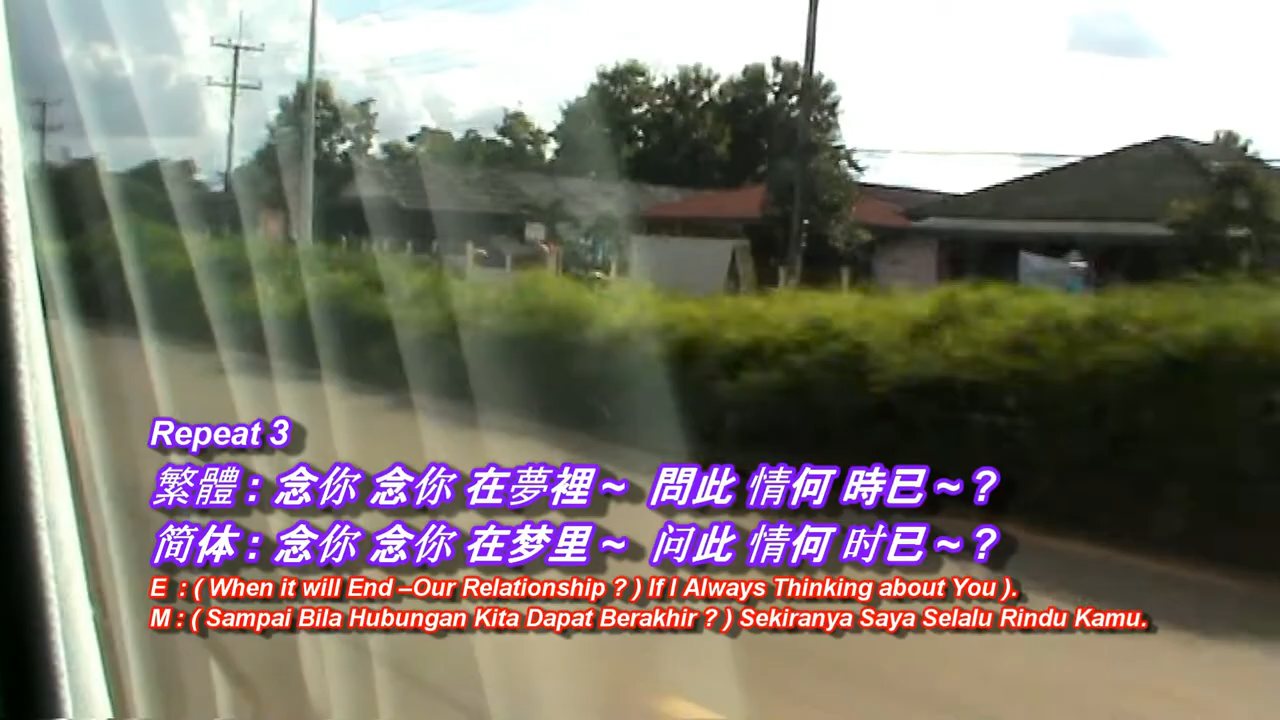 Repeat 3
繁體 : 念你 念你 在夢裡 ~ 問此 情何 時已 ~ ?
简体 : 念你 念你 在梦里 ~ 问此 情何 时已 ~ ?
E : ( When it will End –Our Relationship ? ) If I Always Thinking about You ).
M : ( Sampai Bila Hubungan Kita Dapat Berakhir ? ) Sekiranya Saya Selalu Rindu Kamu.